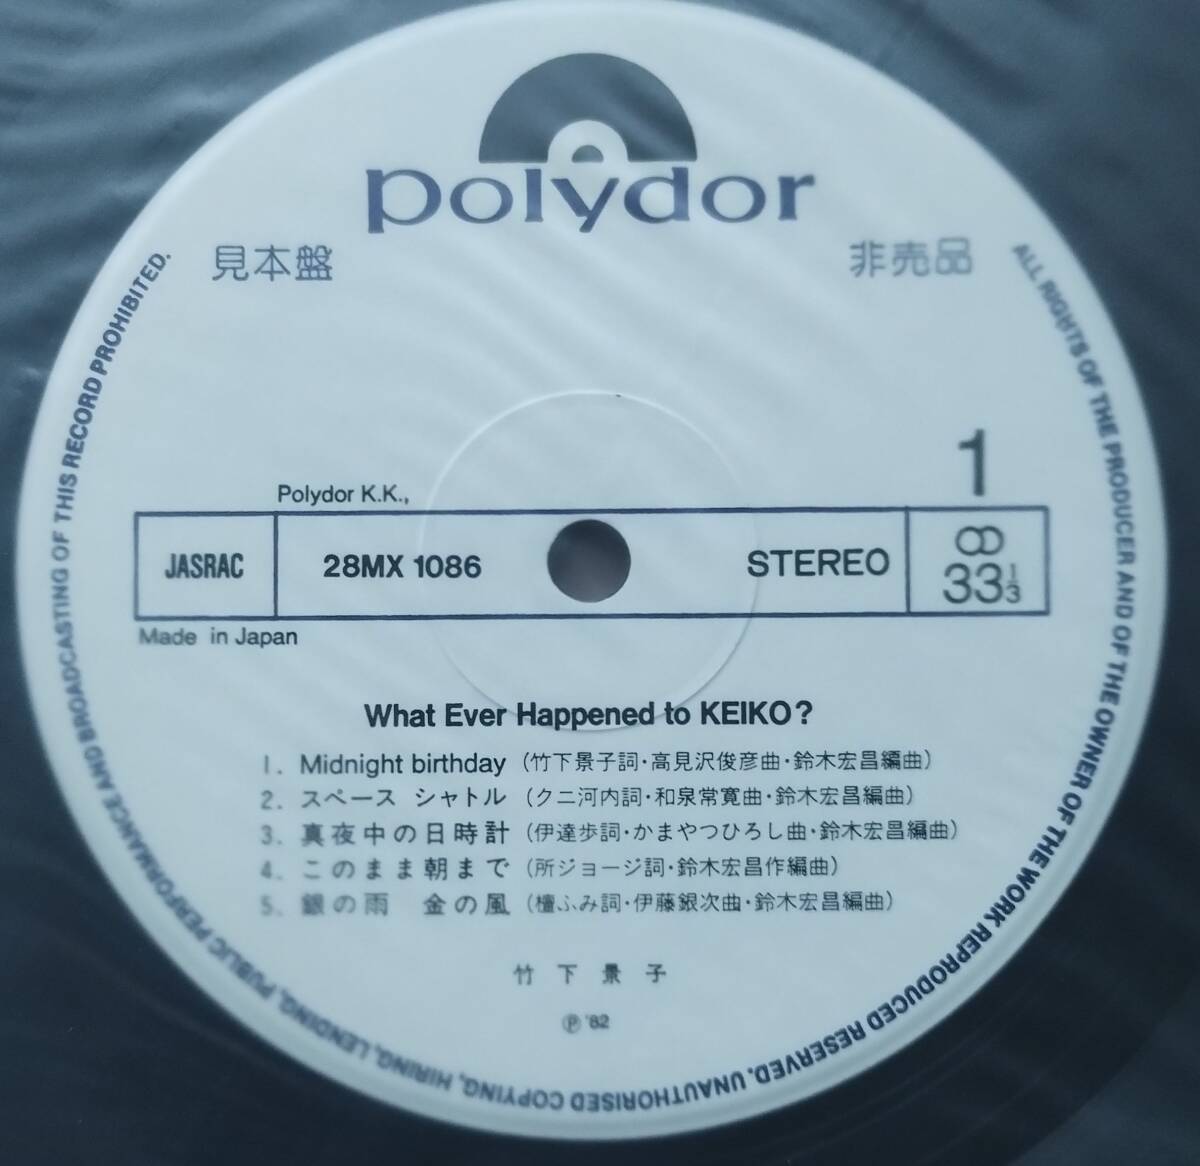 polydor
見本盤
非売品
1
Polydor K.K.,
JASRAC
28MX 1086
STEREO
33 1/3
Made in Japan
What Ever Happened to KEIKO?
1. Midnight birthday (竹下景子詞・高見沢俊彦曲・鈴木宏昌編曲)
2. スペース シャトル (クニ河内詞・和泉常寛曲・鈴木宏昌編曲)
3. 真夜中の日時計 (伊達歩詞・かまやつひろし曲・鈴木宏昌編曲)
4. このまま朝まで (所ジョージ詞・鈴木宏昌作編曲)
5. 銀の雨 金の風 (檀ふみ詞・伊藤銀次曲・鈴木宏昌編曲)
竹下景子
℗ '82
ALL RIGHTS OF THE PRODUCER AND OF THE OWNER OF THE WORK REPRODUCED RESERVED. UNAUTHORISED COPYING, HIRING, LENDING, PUBLIC PERFORMANCE AND BROADCASTING OF THIS RECORD PROHIBITED.